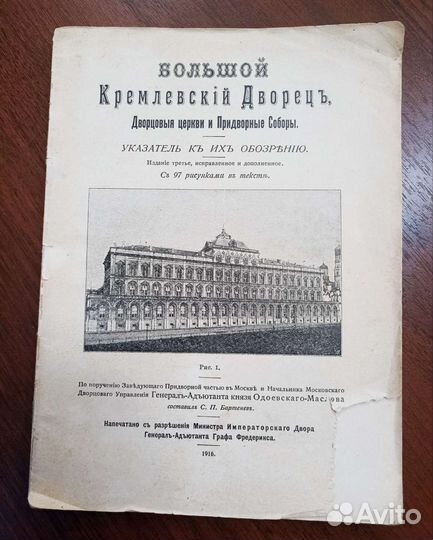 БОЛЬШОЙ
Кремлевскій Дворецъ,
Дворцовыя церкви и Придворные Соборы.
УКАЗАТЕЛЬ КЪ ИХЪ ОБОЗРѢНІЮ.
Изданіе третье, исправленное и дополненное.
Съ 97 рисунками въ текстѣ.
Рис. 1.
По порученію Завѣдующаго Придворной частью въ Москвѣ и Начальника Московскаго
Дворцоваго Управленія Генералъ-Адъютанта князя Одоевскаго-Маслова
составилъ С. П. Бартеневъ.
Напечатано съ разрѣшенія Министра Императорскаго Двора
Генералъ-Адъютанта Графа Фредерикса.
1916.
Avito